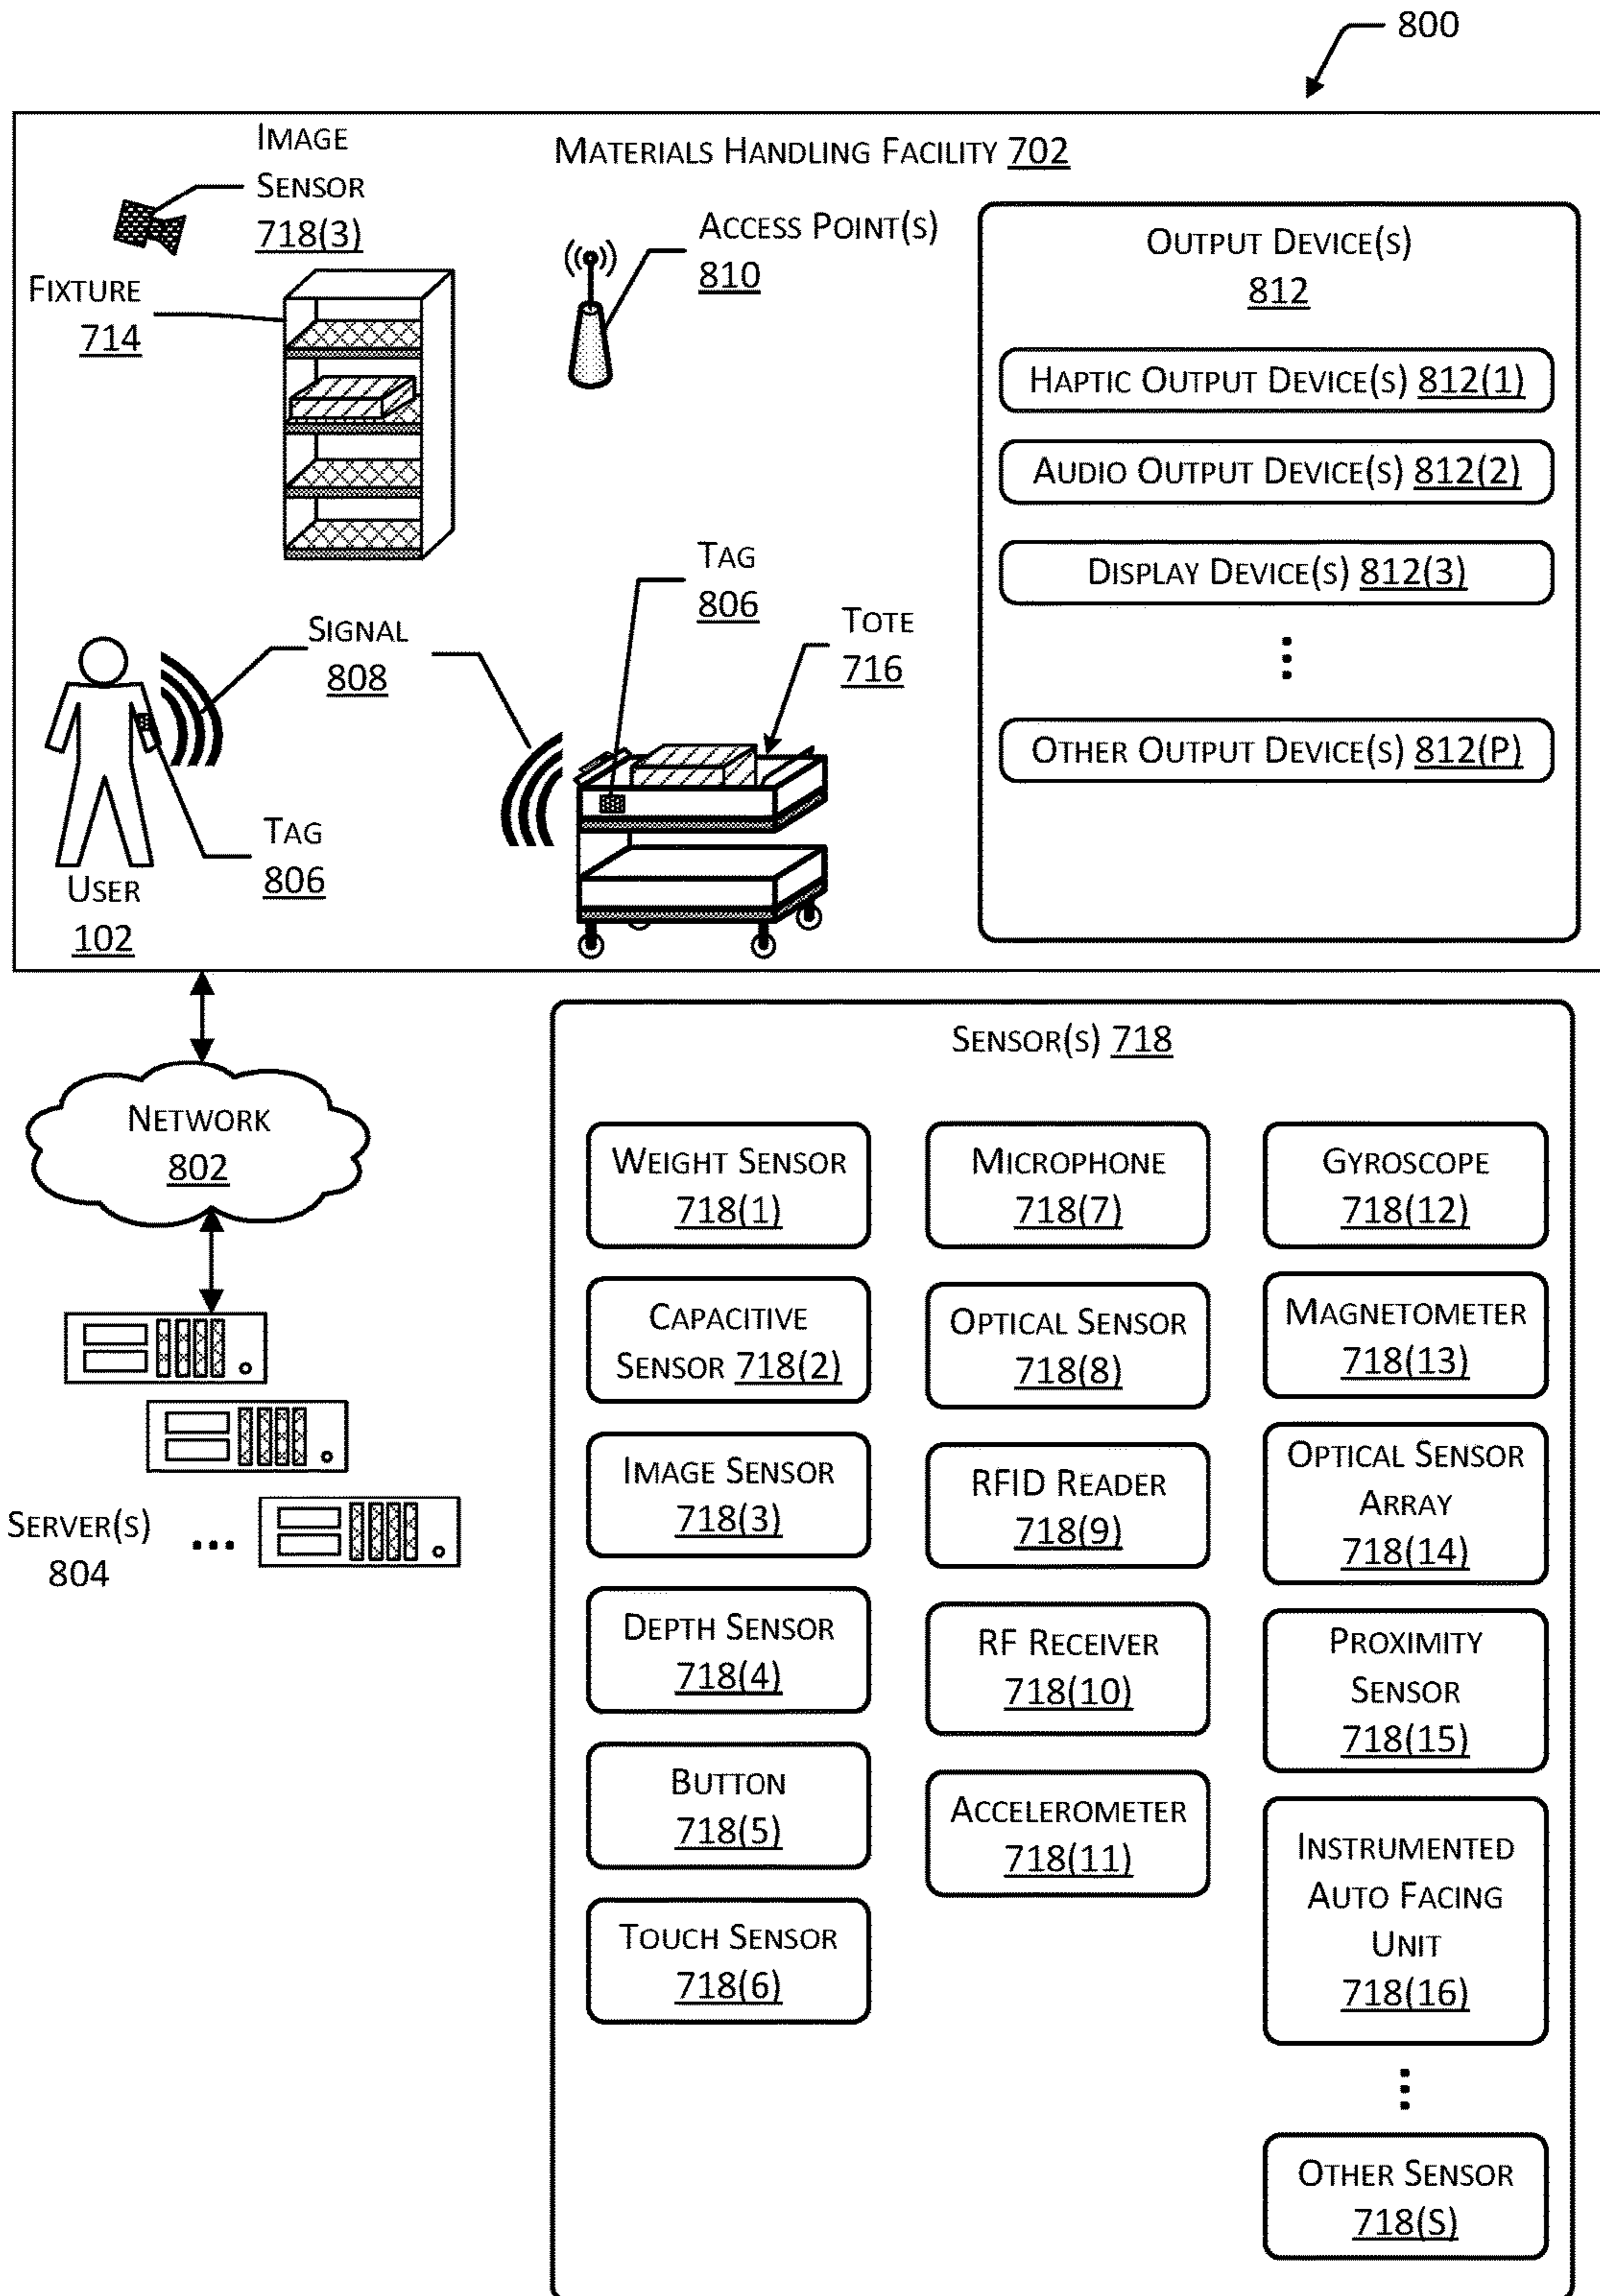 800
IMAGE
SENSOR
718(3)
MATERIALS HANDLING FACILITY 702
FIXTURE
714
ACCESS POINT(S)
810
OUTPUT DEVICE(S)
812
HAPTIC OUTPUT DEVICE(S) 812(1)
AUDIO OUTPUT DEVICE(S) 812(2)
DISPLAY DEVICE(S) 812(3)
⋮
OTHER OUTPUT DEVICE(S) 812(P)
TAG
806
TOTE
716
SIGNAL
808
TAG
806
USER
102
NETWORK
802
SERVER(S)
804
...
SENSOR(S) 718
WEIGHT SENSOR
718(1)
CAPACITIVE
SENSOR 718(2)
IMAGE SENSOR
718(3)
DEPTH SENSOR
718(4)
BUTTON
718(5)
TOUCH SENSOR
718(6)
MICROPHONE
718(7)
OPTICAL SENSOR
718(8)
RFID READER
718(9)
RF RECEIVER
718(10)
ACCELEROMETER
718(11)
GYROSCOPE
718(12)
MAGNETOMETER
718(13)
OPTICAL SENSOR
ARRAY
718(14)
PROXIMITY
SENSOR
718(15)
INSTRUMENTED
AUTO FACING
UNIT
718(16)
⋮
OTHER SENSOR
718(S)